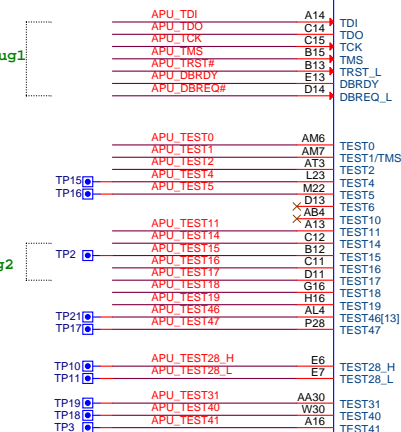 APU_TDI A14 TDI
APU_TDO C14 TDO
ug1 APU_TCK C15 TCK
APU_TMS B15 TMS
APU_TRST# B13 TRST_L
APU_DBRDY E13 DBRDY
APU_DBREQ# D14 DBREQ_L
APU_TEST0 AM6 TEST0
APU_TEST1 AM7 TEST1/TMS
APU_TEST2 AT3 TEST2
TP15 APU_TEST4 L23 TEST4
TP16 APU_TEST5 M22 TEST5
D13 TEST6
AB4 TEST10
APU_TEST11 A13 TEST11
APU_TEST14 C12 TEST14
TP2 APU_TEST15 B12 TEST15
g2 APU_TEST16 C11 TEST16
APU_TEST17 D11 TEST17
APU_TEST18 G16 TEST18
APU_TEST19 H16 TEST19
TP21 APU_TEST46 AL4 TEST46[13]
TP17 APU_TEST47 P28 TEST47
TP10 APU_TEST28_H E6 TEST28_H
TP11 APU_TEST28_L E7 TEST28_L
TP19 APU_TEST31 AA30 TEST31
TP18 APU_TEST40 W30 TEST40
TP3 APU_TEST41 A16 TEST41